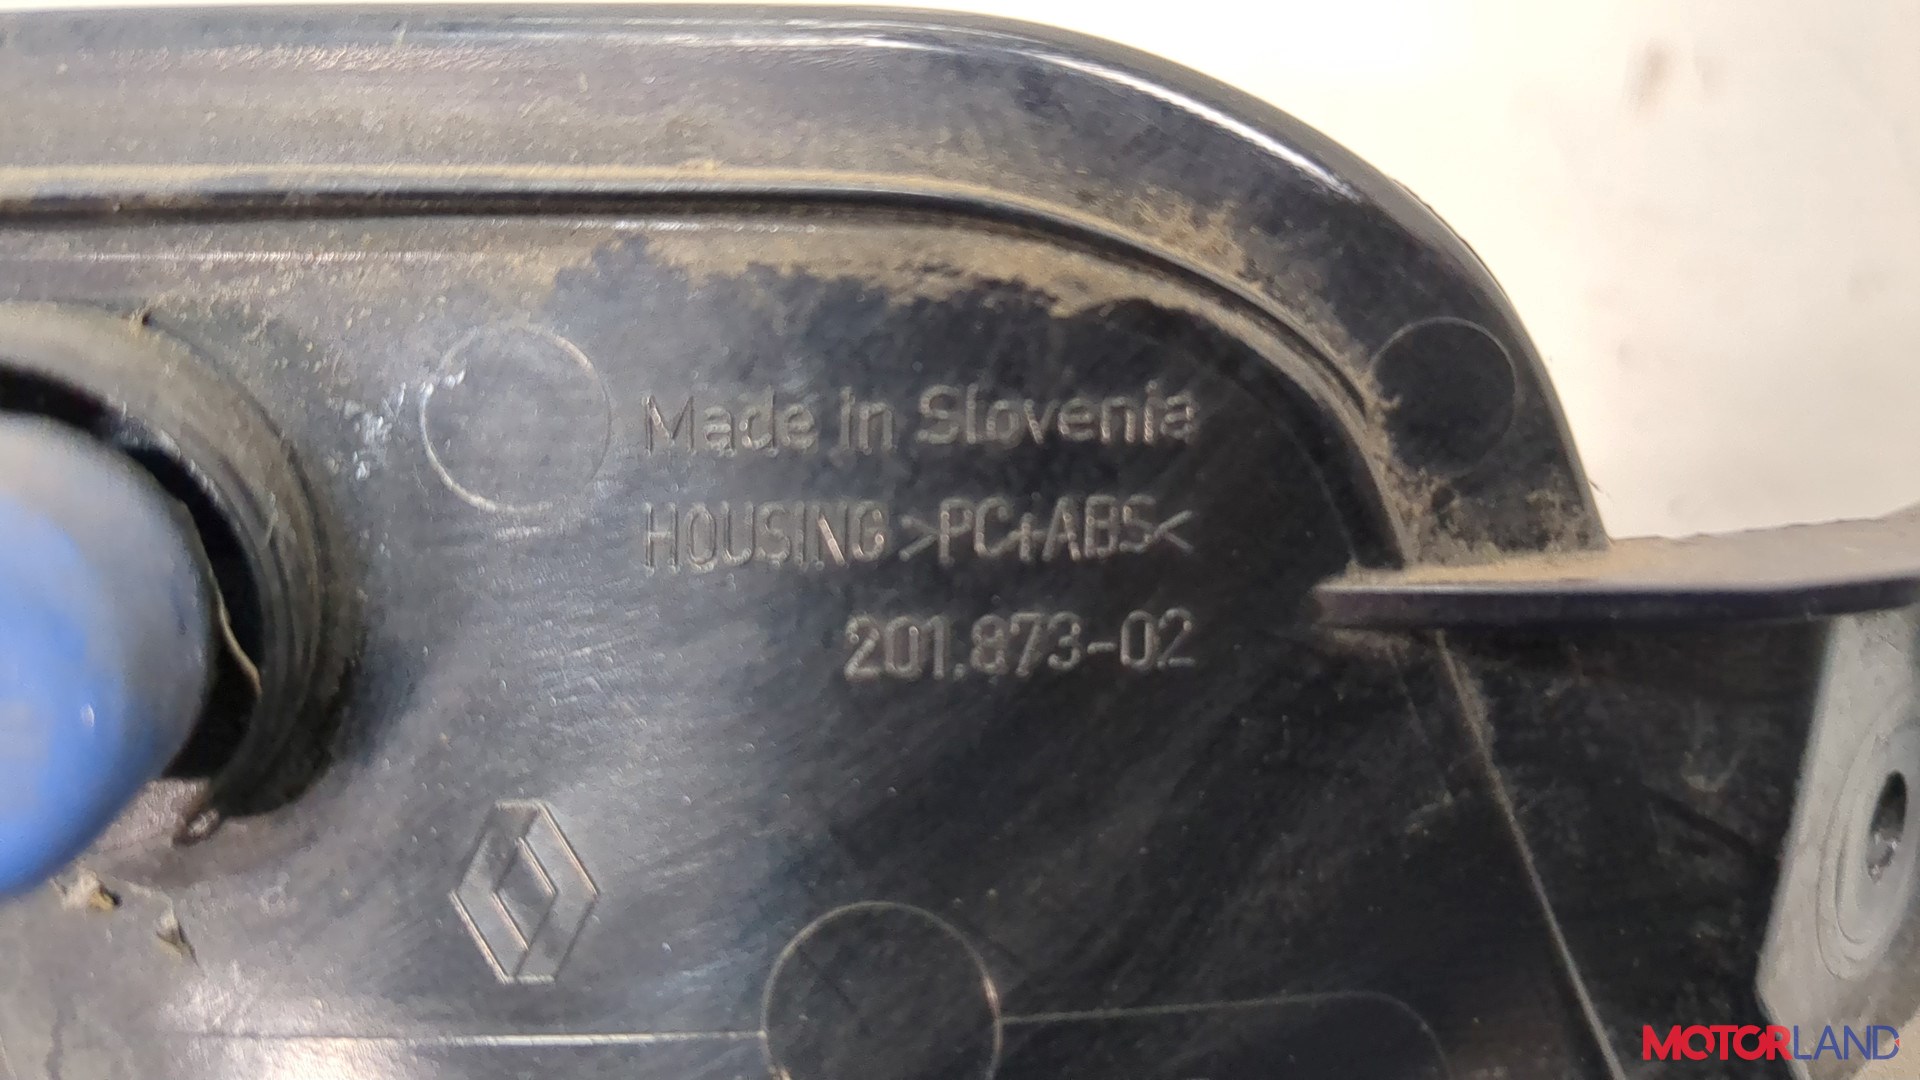 Made in Slovenia
HOUSING >PC+ABS<
201.873-02
MOTORLAND